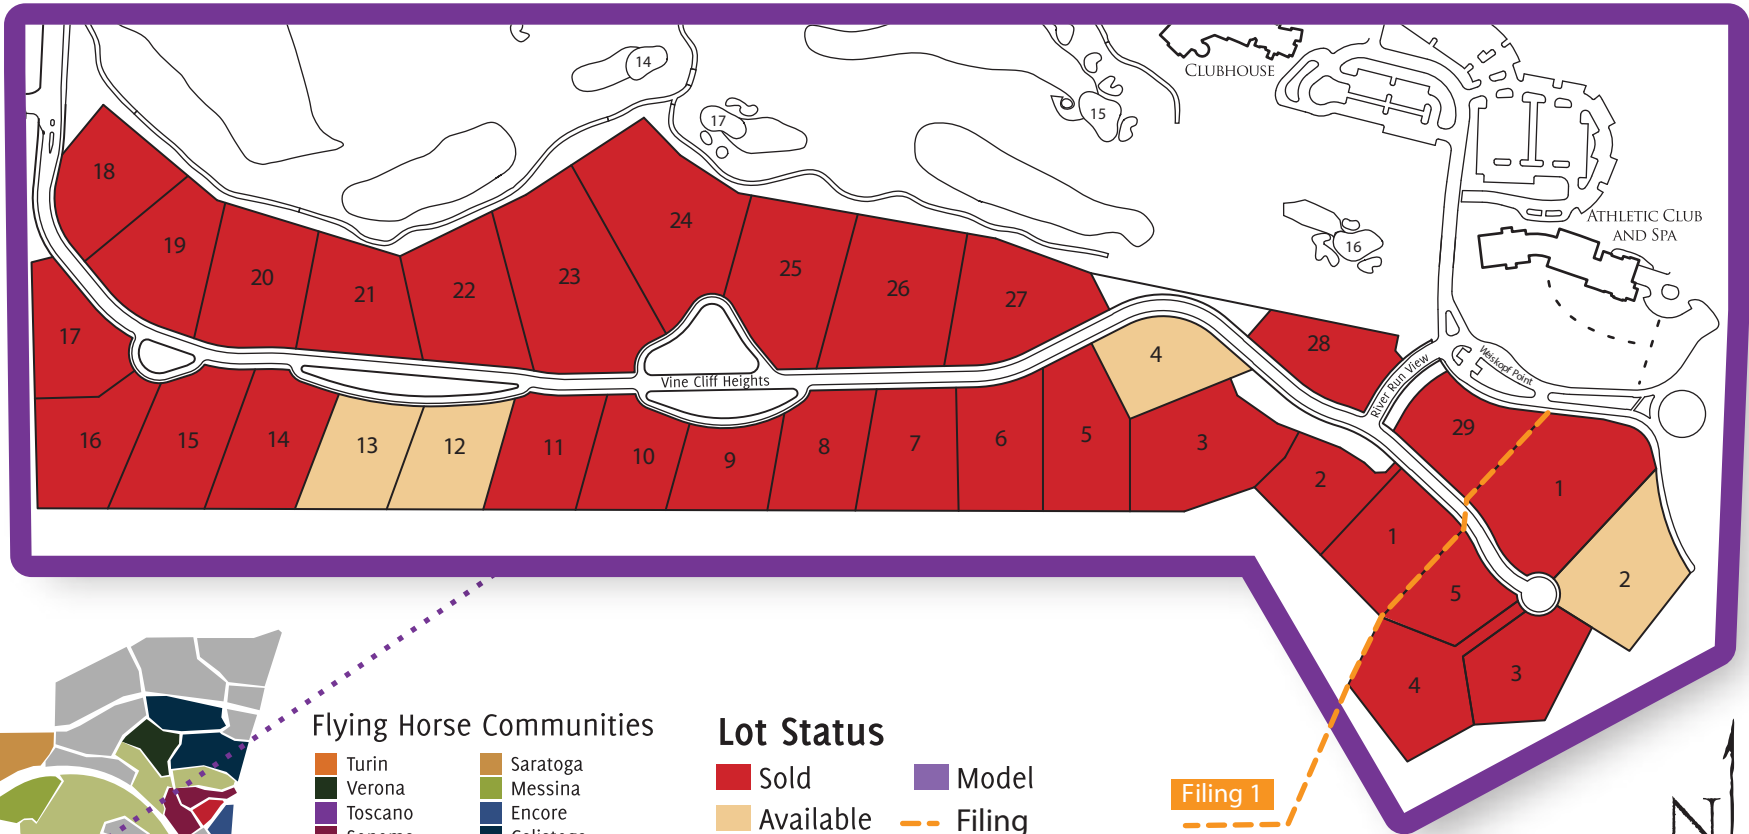 14
17
15
CLUBHOUSE
16
ATHLETIC CLUB
AND SPA
18
19
20
21
22
23
24
25
26
27
28
17
4
Vine Cliff Heights
River Run View
Weiskopf Point
16
15
14
13
12
11
10
9
8
7
6
5
3
2
1
29
1
5
2
4
3
Flying Horse Communities
Turin
Verona
Toscano
Saratoga
Messina
Encore
Lot Status
Sold
Available
Model
Filing
Filing 1
N